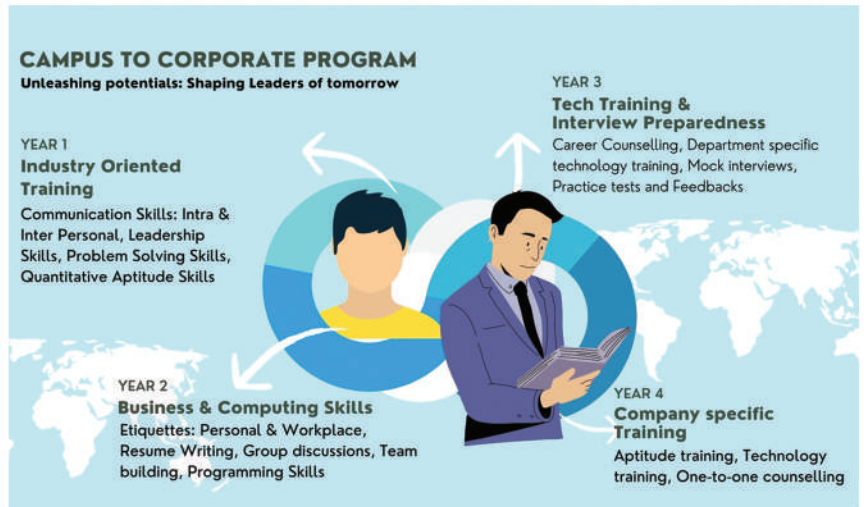 CAMPUS TO CORPORATE PROGRAM
Unleashing potentials: Shaping Leaders of tomorrow
YEAR 1
Industry Oriented
Training
Communication Skills: Intra &
Inter Personal, Leadership
Skills, Problem Solving Skills,
Quantitative Aptitude Skills
YEAR 2
Business & Computing Skills
Etiquettes: Personal & Workplace,
Resume Writing, Group discussions, Team
building, Programming Skills
YEAR 3
Tech Training &
Interview Preparedness
Career Counselling, Department specific
technology training, Mock interviews,
Practice tests and Feedbacks
YEAR 4
Company specific
Training
Aptitude training, Technology
training, One-to-one counselling